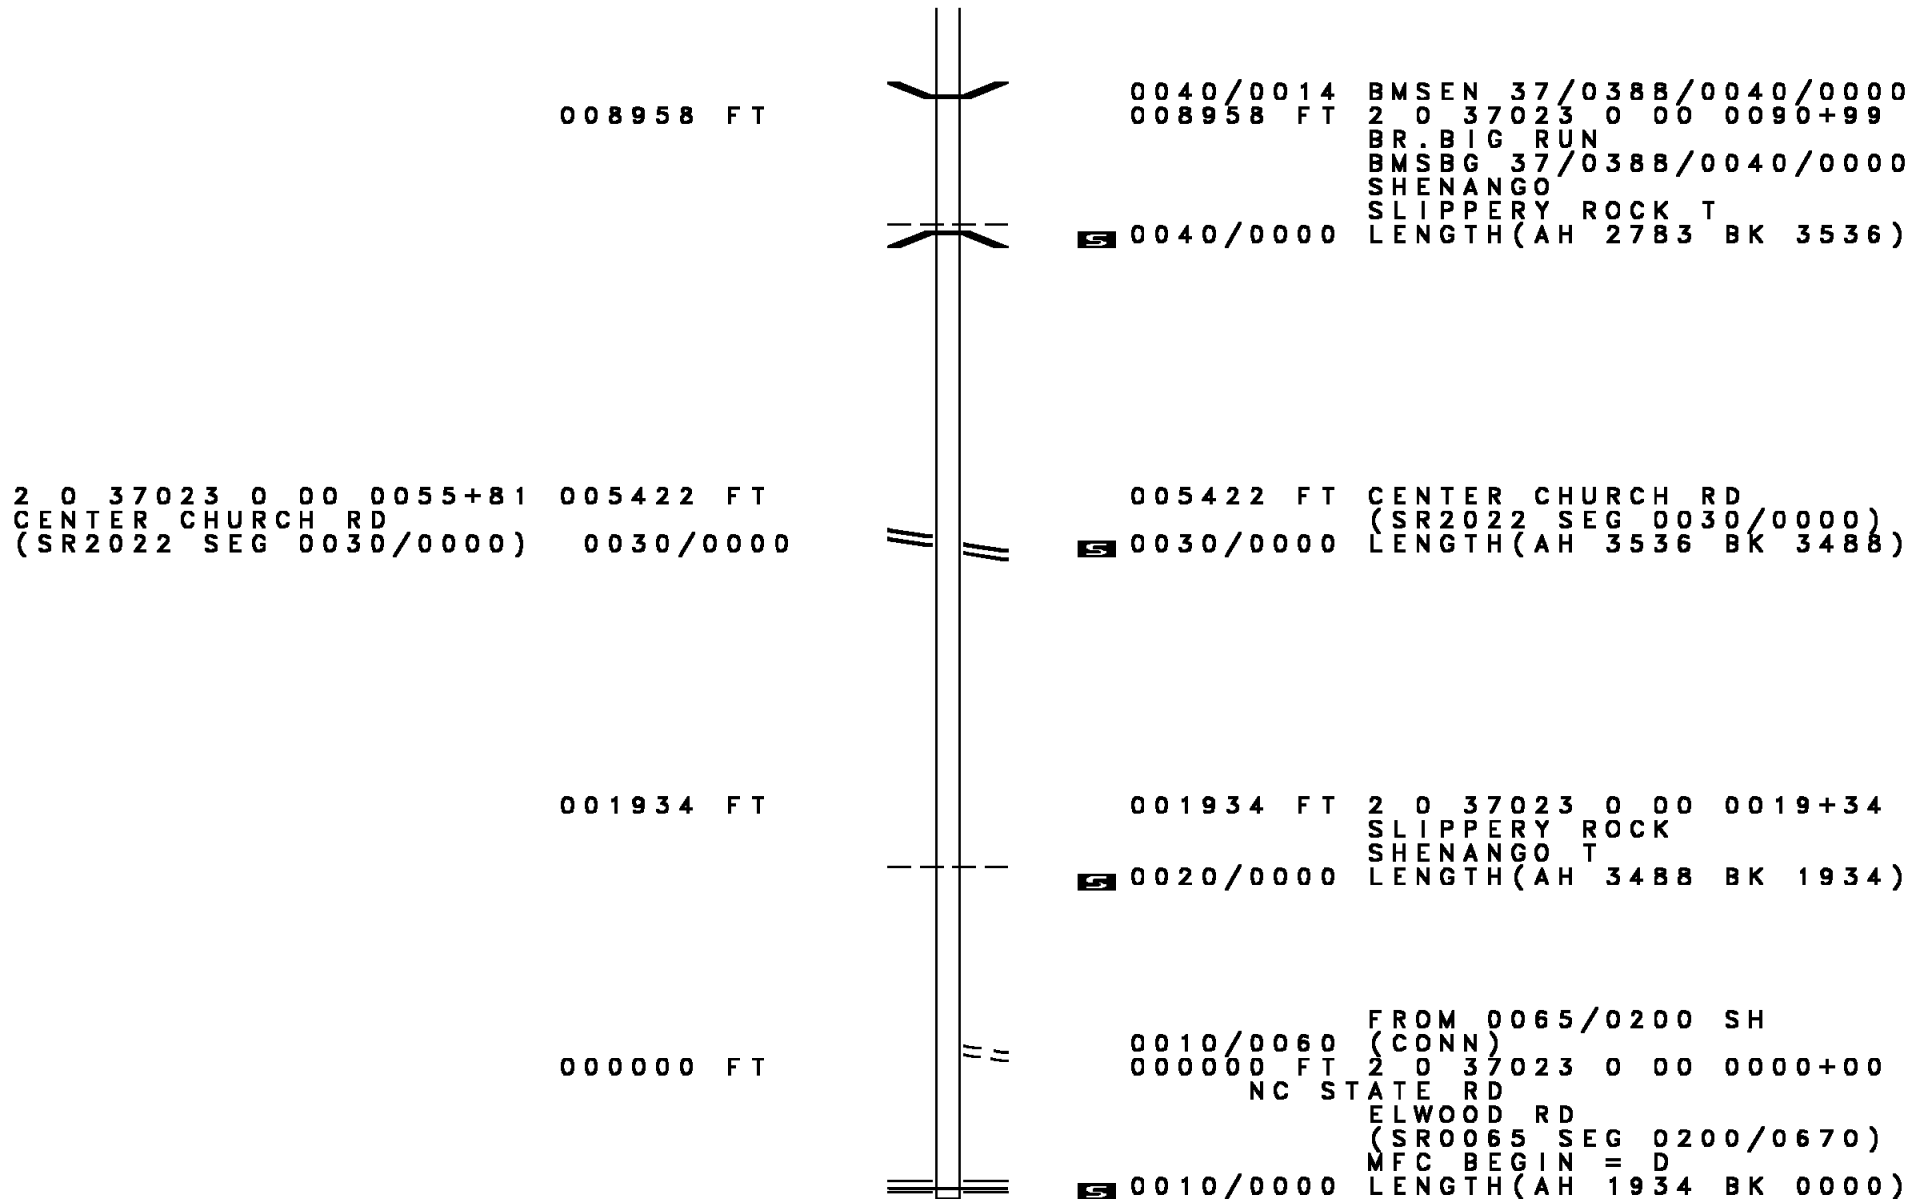 0040/0014 BMSEN 37/0388/0040/0000
008958 FT 008958 FT 2 0 37023 0 00 0090+99
BR.BIG RUN
BMSBG 37/0388/0040/0000
SHENANGO
SLIPPERY ROCK T
S 0040/0000 LENGTH(AH 2783 BK 3536)
2 0 37023 0 00 0055+81 005422 FT 005422 FT CENTER CHURCH RD
CENTER CHURCH RD (SR2022 SEG 0030/0000)
(SR2022 SEG 0030/0000) 0030/0000 S 0030/0000 LENGTH(AH 3536 BK 3488)
001934 FT 001934 FT 2 0 37023 0 00 0019+34
SLIPPERY ROCK
SHENANGO T
S 0020/0000 LENGTH(AH 3488 BK 1934)
FROM 0065/0200 SH
0010/0060 (CONN)
000000 FT 000000 FT 2 0 37023 0 00 0000+00
NC STATE RD
ELWOOD RD
(SR0065 SEG 0200/0670)
MFC BEGIN = D
S 0010/0000 LENGTH(AH 1934 BK 0000)